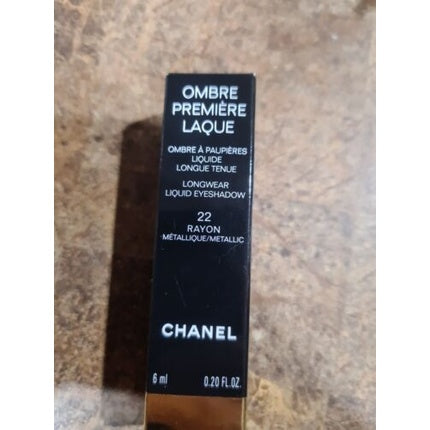 OMBRE
PREMIÈRE
LAQUE
OMBRE À PAUPIÈRES
LIQUIDE
LONGUE TENUE
LONGWEAR
LIQUID EYESHADOW
22
RAYON
MÉTALLIQUE/METALLIC
CHANEL
6 ml 0.20 FL.OZ.